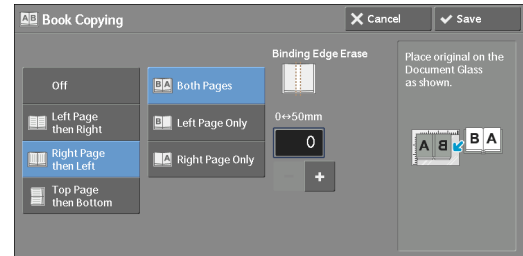 Book Copying
Cancel
Save
Off
Left Page
then Right
Right Page
then Left
Top Page
then Bottom
BA Both Pages
B Left Page Only
A Right Page Only
Binding Edge Erase
0↔50mm
0
+
Place original on the
Document Glass
as shown.
A B
B A